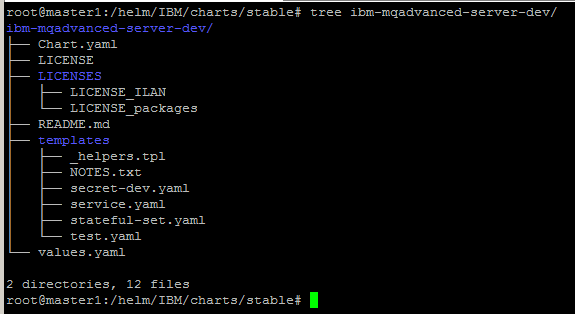 root@master1:/helm/IBM/charts/stable# tree ibm-mqadvanced-server-dev/
ibm-mqadvanced-server-dev/
├── Chart.yaml
├── LICENSE
├── LICENSES
│   ├── LICENSE_ILAN
│   └── LICENSE_packages
├── README.md
├── templates
│   ├── _helpers.tpl
│   ├── NOTES.txt
│   ├── secret-dev.yaml
│   ├── service.yaml
│   ├── stateful-set.yaml
│   └── test.yaml
└── values.yaml
2 directories, 12 files
root@master1:/helm/IBM/charts/stable#